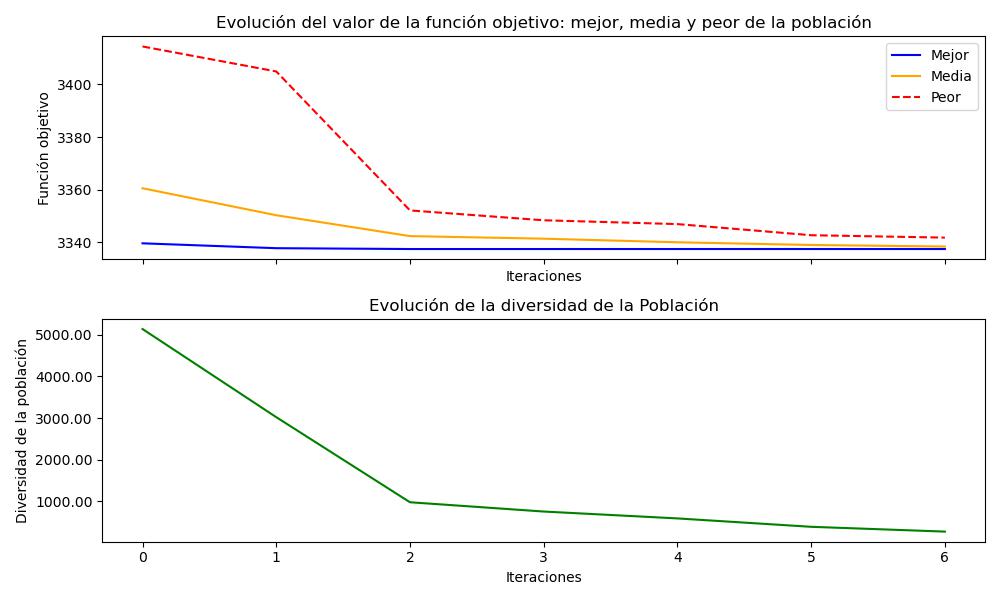 Evolución del valor de la función objetivo: mejor, media y peor de la población
Función objetivo
3400
3380
3360
3340
Mejor
Media
Peor
Iteraciones
Evolución de la diversidad de la Población
Diversidad de la población
5000.00
4000.00
3000.00
2000.00
1000.00
0 1 2 3 4 5 6
Iteraciones